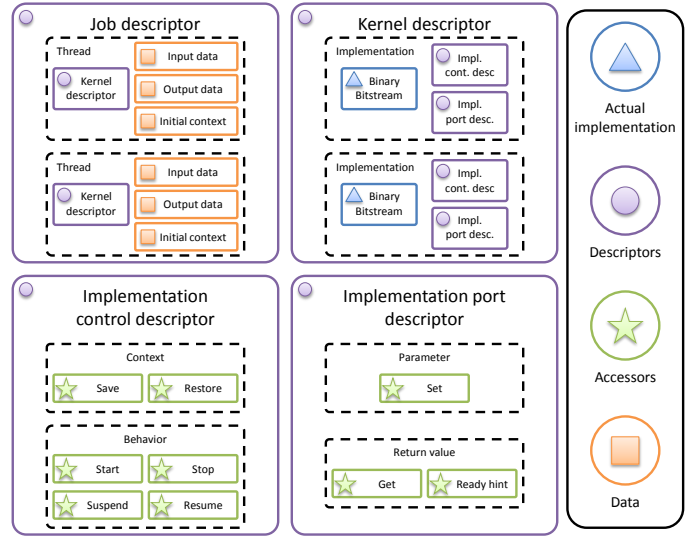 Job descriptor
Thread
Kernel
descriptor
Input data
Output data
Initial context
Thread
Kernel
descriptor
Input data
Output data
Initial context
Kernel descriptor
Implementation
Binary
Bitstream
Impl.
cont. desc
Impl.
port desc.
Implementation
Binary
Bitstream
Impl.
cont. desc
Impl.
port desc.
Implementation
control descriptor
Context
Save
Restore
Behavior
Start
Stop
Suspend
Resume
Implementation port
descriptor
Parameter
Set
Return value
Get
Ready hint
Actual
implementation
Descriptors
Accessors
Data